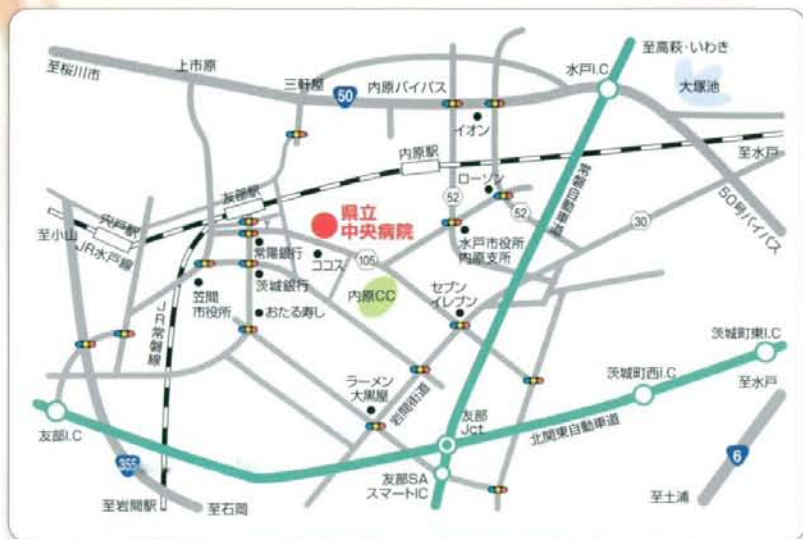 至高萩・いわき
水戸I.C
大塚池
至桜川市
上市原
三軒屋
内原バイパス
50
イオン
内原駅
至水戸
友部駅
ローソン
常磐自動車道
50号バイパス
52
52
30
宍戸駅
至小山
JR水戸線
県立
中央病院
常陽銀行
ココス
105
水戸市役所
内原支所
笠間
市役所
茨城銀行
内原CC
セブン
イレブン
JR常磐線
おたる寿し
茨城町東I.C
茨城町西I.C
至水戸
ラーメン
大黒屋
岩間街道
友部
Jct
北関東自動車道
友部I.C
355
6
友部SA
スマートIC
至岩間駅
至石岡
至土浦